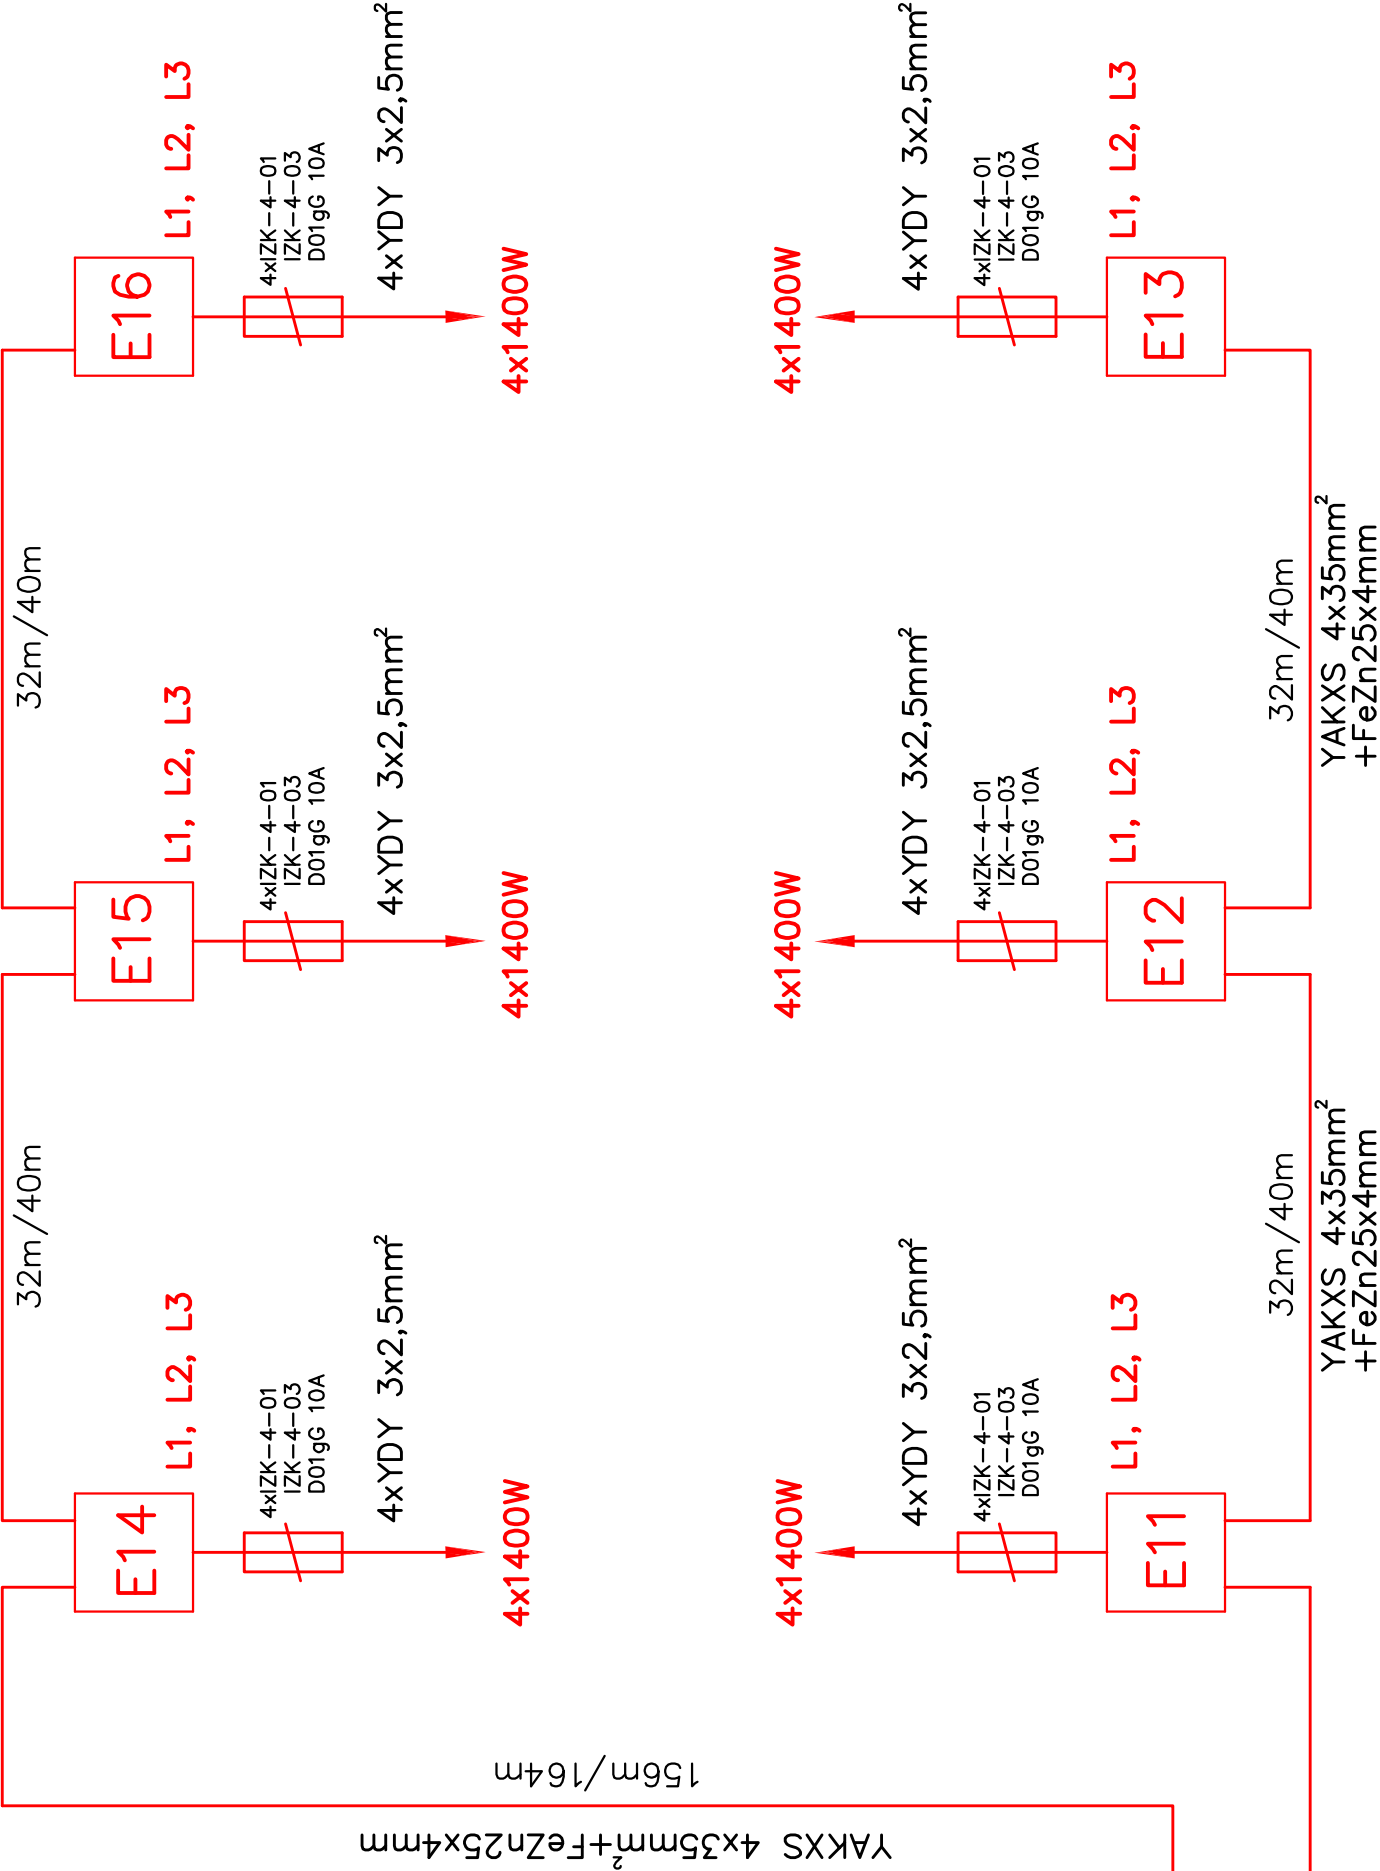 32m/40m
32m/40m
E14
L1, L2, L3
4xIZK-4-01
IZK-4-03
D01gG 10A
4xYDY 3x2,5mm²
4x1400W
E15
L1, L2, L3
4xIZK-4-01
IZK-4-03
D01gG 10A
4xYDY 3x2,5mm²
4x1400W
E16
L1, L2, L3
4xIZK-4-01
IZK-4-03
D01gG 10A
4xYDY 3x2,5mm²
4x1400W
4x1400W
4xYDY 3x2,5mm²
4xIZK-4-01
IZK-4-03
D01gG 10A
L1, L2, L3
E11
4x1400W
4xYDY 3x2,5mm²
4xIZK-4-01
IZK-4-03
D01gG 10A
L1, L2, L3
E12
4x1400W
4xYDY 3x2,5mm²
4xIZK-4-01
IZK-4-03
D01gG 10A
L1, L2, L3
E13
32m/40m
YAKXS 4x35mm²
+FeZn25x4mm
32m/40m
YAKXS 4x35mm²
+FeZn25x4mm
156m/164m
YAKXS 4x35mm²+FeZn25x4mm